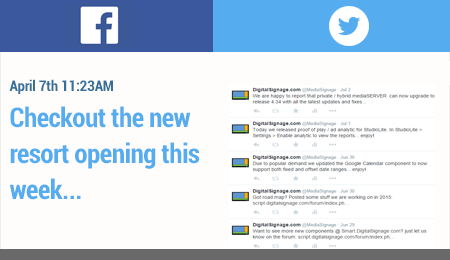 April 7th 11:23AM
Checkout the new
resort opening this
week...
DigitalSignage.com @MediaSignage · Jul 2
We are happy to report that private / hybrid mediaSERVER can now upgrade to
release 4.34 with all the latest updates and fixes...
DigitalSignage.com @MediaSignage · Jul 1
Today we released proof of play / ad analytic for StudioLite. In StudioLite >
Settings > Enable analytic to view the reports... enjoy!
DigitalSignage.com @MediaSignage · Jun 30
Due to popular demand we updated the Google Calendar component to now
support both fixed and offset date ranges... enjoy!
DigitalSignage.com @MediaSignage · Jun 30
Got road map? Posted some stuff we are working on in 2015:
script.digitalsignage.com/forum/index.ph...
DigitalSignage.com @MediaSignage · Jun 29
Want to see more new components @ Smart.DigitalSignage.com? just let us
know on the forum: script.digitalsignage.com/forum/index.ph...